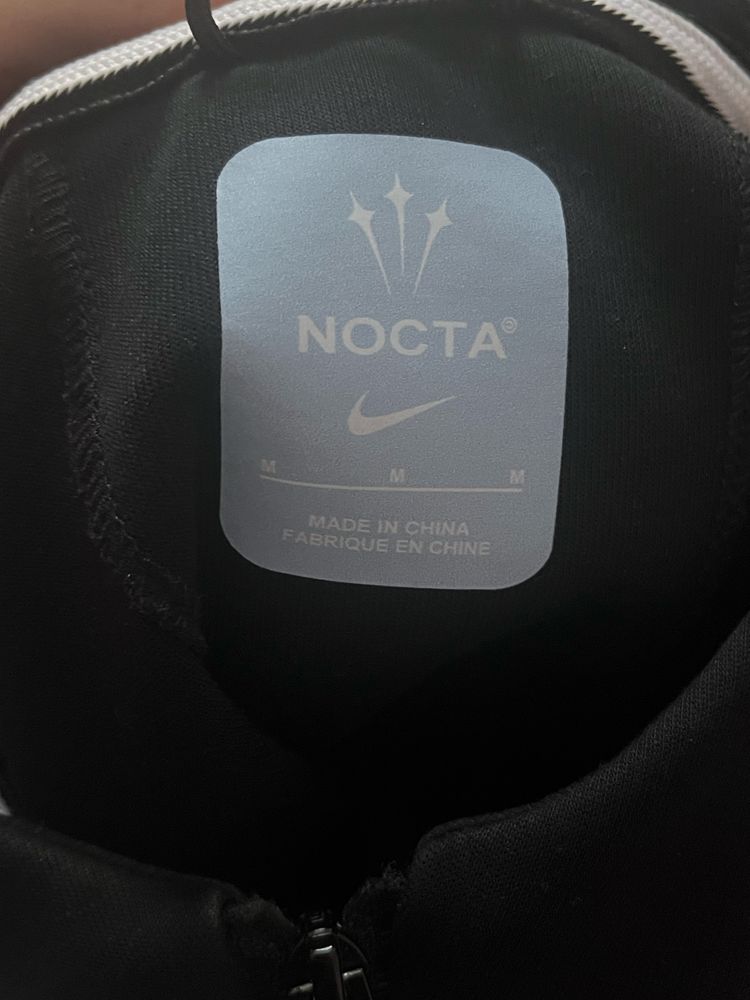 NOCTA©
M M M
MADE IN CHINA
FABRIQUE EN CHINE